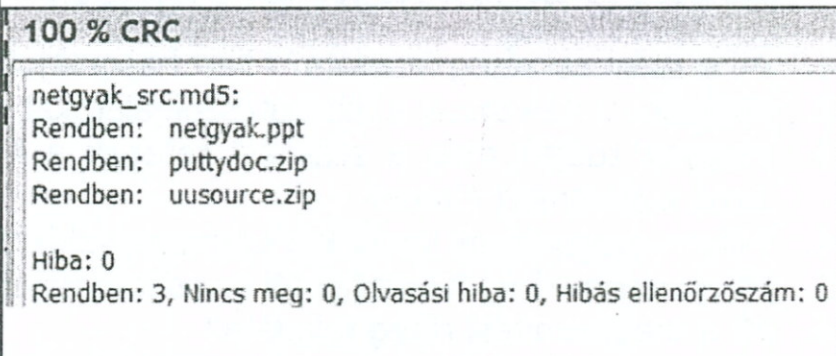 100 % CRC
netgyak_src.md5:
Rendben: netgyak.ppt
Rendben: puttydoc.zip
Rendben: uusource.zip
Hiba: 0
Rendben: 3, Nincs meg: 0, Olvasási hiba: 0, Hibás ellenőrzőszám: 0